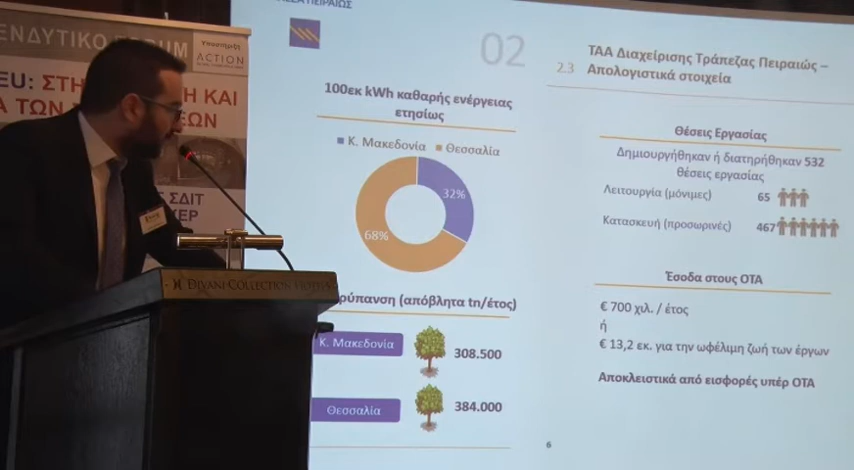 ΕΝΔΥΤΙΚΟ FORUM
ACTION
EU: ΣΤΗ
Η ΚΑΙ
Α ΤΩΝ
ΕΩΝ
ΣΔΙΤ
ΚΕΡ
DIVANI COLLECTION HOTELS
ΠΕΙΡΑΙΩΣ
02
2.3
ΤΑΑ Διαχείρισης Τράπεζας Πειραιώς –
Απολογιστικά στοιχεία
100εκ kWh καθαρής ενέργειας
ετησίως
Κ. Μακεδονία
Θεσσαλία
32%
68%
ρύπανση (απόβλητα tn/έτος)
Κ. Μακεδονία
308.500
Θεσσαλία
384.000
Θέσεις Εργασίας
Δημιουργήθηκαν ή διατηρήθηκαν 532
θέσεις εργασίας
Λειτουργία (μόνιμες) 65
Κατασκευή (προσωρινές) 467
Έσοδα στους ΟΤΑ
€ 700 χιλ. / έτος
ή
€ 13,2 εκ. για την ωφέλιμη ζωή των έργων
Αποκλειστικά από εισφορές υπέρ ΟΤΑ
6